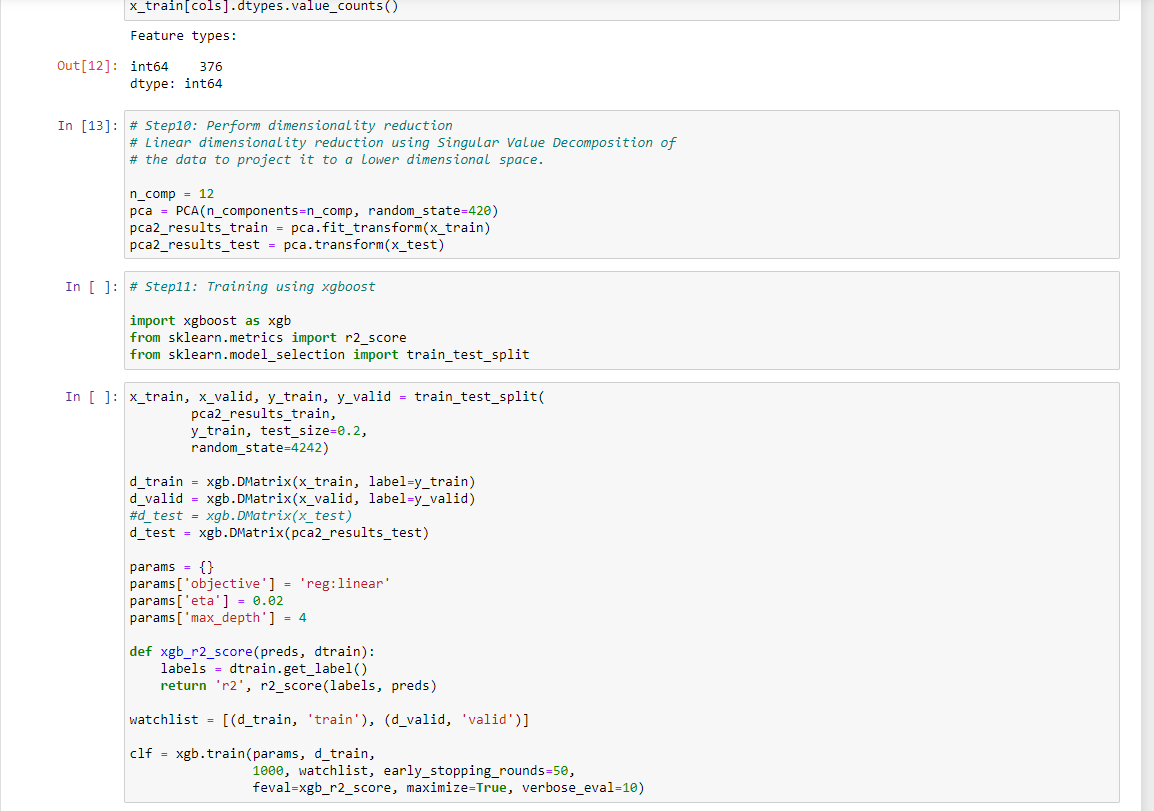 x_train[cols].dtypes.value_counts()
Feature types:
Out[12]: int64    376
dtype: int64
In [13]: # Step10: Perform dimensionality reduction
# Linear dimensionality reduction using Singular Value Decomposition of
# the data to project it to a lower dimensional space.
n_comp = 12
pca = PCA(n_components=n_comp, random_state=420)
pca2_results_train = pca.fit_transform(x_train)
pca2_results_test = pca.transform(x_test)
In [ ]: # Step11: Training using xgboost
import xgboost as xgb
from sklearn.metrics import r2_score
from sklearn.model_selection import train_test_split
In [ ]: x_train, x_valid, y_train, y_valid = train_test_split(
        pca2_results_train,
        y_train, test_size=0.2,
        random_state=4242)
d_train = xgb.DMatrix(x_train, label=y_train)
d_valid = xgb.DMatrix(x_valid, label=y_valid)
#d_test = xgb.DMatrix(x_test)
d_test = xgb.DMatrix(pca2_results_test)
params = {}
params['objective'] = 'reg:linear'
params['eta'] = 0.02
params['max_depth'] = 4
def xgb_r2_score(preds, dtrain):
    labels = dtrain.get_label()
    return 'r2', r2_score(labels, preds)
watchlist = [(d_train, 'train'), (d_valid, 'valid')]
clf = xgb.train(params, d_train,
                1000, watchlist, early_stopping_rounds=50,
                feval=xgb_r2_score, maximize=True, verbose_eval=10)